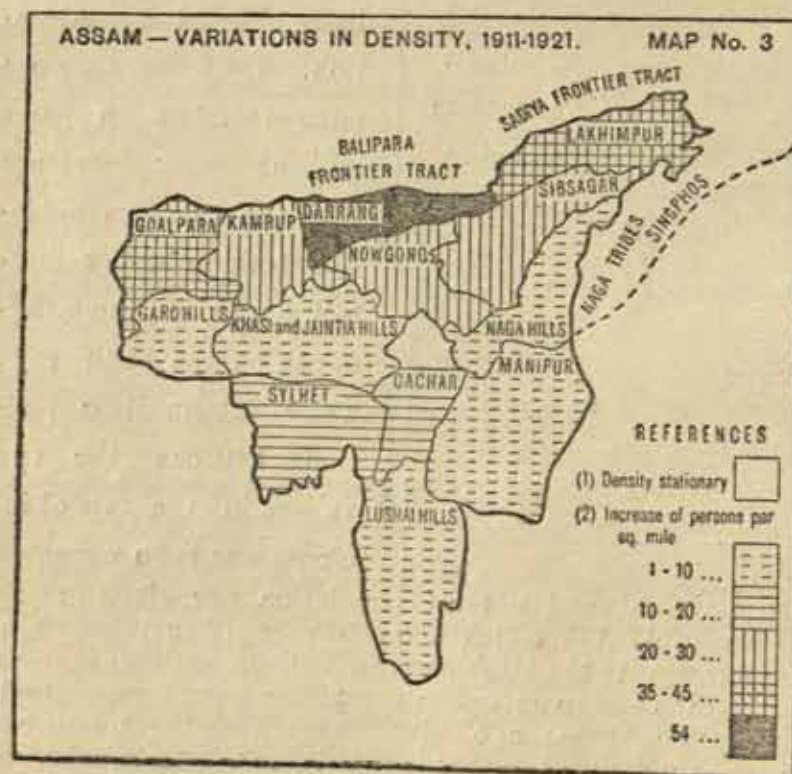 ASSAM — VARIATIONS IN DENSITY, 1911-1921. MAP No. 3
SADIYA FRONTIER TRACT
LAKHIMPUR
BALIPARA
FRONTIER TRACT
SIBSAGAR
GOALPARA
KAMRUP
DARRANG
NOWGONG
NAGA TRIBES
SINGPHOS
GARO HILLS
KHASI and JAINTIA HILLS
NAGA HILLS
MANIPUR
CACHAR
SYLHET
LUSHAI HILLS
REFERENCES
(1) Density stationary
(2) Increase of persons per
sq. mile
1 - 10 ...
10 - 20 ...
20 - 30 ...
35 - 45 ...
54 ...